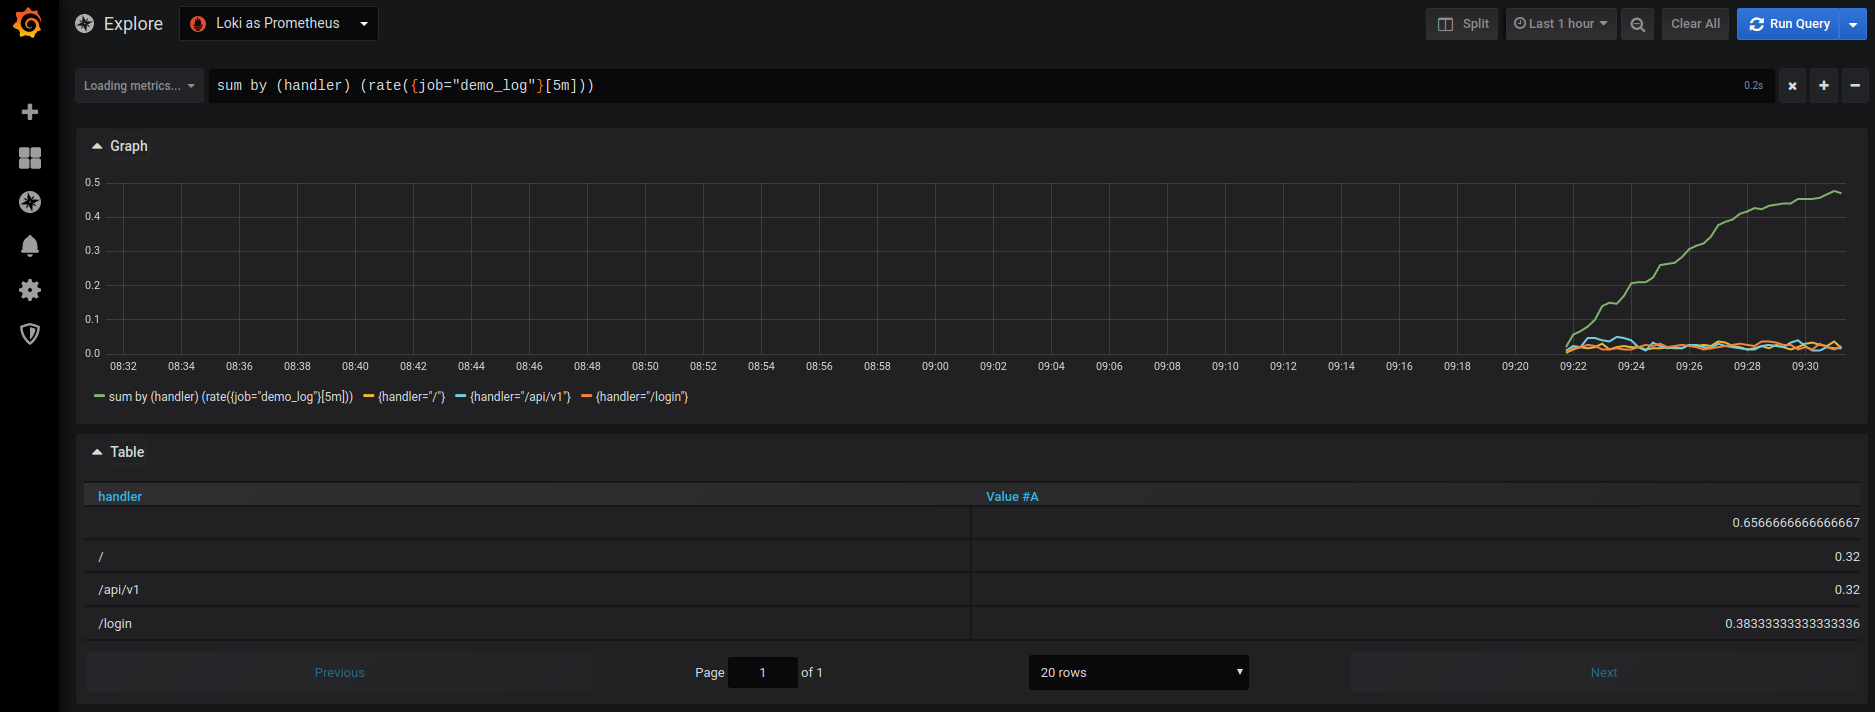 Explore Loki as Prometheus Split Last 1 hour Clear All Run Query
Loading metrics... sum by (handler) (rate({job="demo_log"}[5m])) 0.2s
Graph
0.5
0.4
0.3
0.2
0.1
0.0
08:32 08:34 08:36 08:38 08:40 08:42 08:44 08:46 08:48 08:50 08:52 08:54 08:56 08:58 09:00 09:02 09:04 09:06 09:08 09:10 09:12 09:14 09:16 09:18 09:20 09:22 09:24 09:26 09:28 09:30
sum by (handler) (rate({job="demo_log"}[5m])) {handler="/"} {handler="/api/v1"} {handler="/login"}
Table
handler Value #A
0.6566666666666667
/ 0.32
/api/v1 0.32
/login 0.38333333333333336
Previous Page 1 of 1 20 rows Next